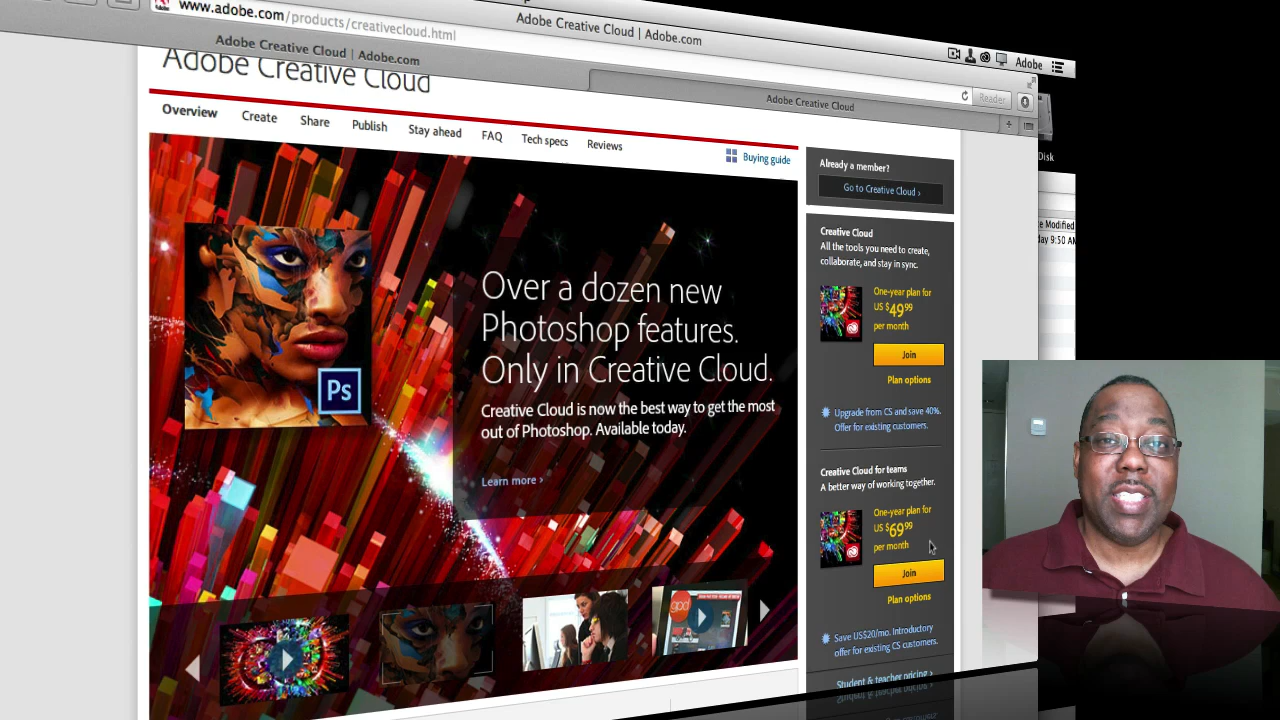 Adobe Creative Cloud | Adobe.com
Adobe
www.adobe.com/products/creativecloud.html
Reader
Adobe Creative Cloud | Adobe.com
Adobe Creative Cloud
Adobe Creative Cloud
Overview
Create
Share
Publish
Stay ahead
FAQ
Tech specs
Reviews
Buying guide
Ps
Over a dozen new
Photoshop features.
Only in Creative Cloud.
Creative Cloud is now the best way to get the most
out of Photoshop. Available today.
Learn more ›
gpd
Already a member?
Go to Creative Cloud ›
Creative Cloud
All the tools you need to create,
collaborate, and stay in sync.
One-year plan for
US $49.99
per month
Join
Plan options
Upgrade from CS and save 40%.
Offer for existing customers.
Creative Cloud for teams
A better way of working together.
One-year plan for
US $69.99
per month
Join
Plan options
Save US$20/mo. Introductory
offer for existing CS customers.
Student & teacher pricing ›
Disk
Modified
9:50 AM